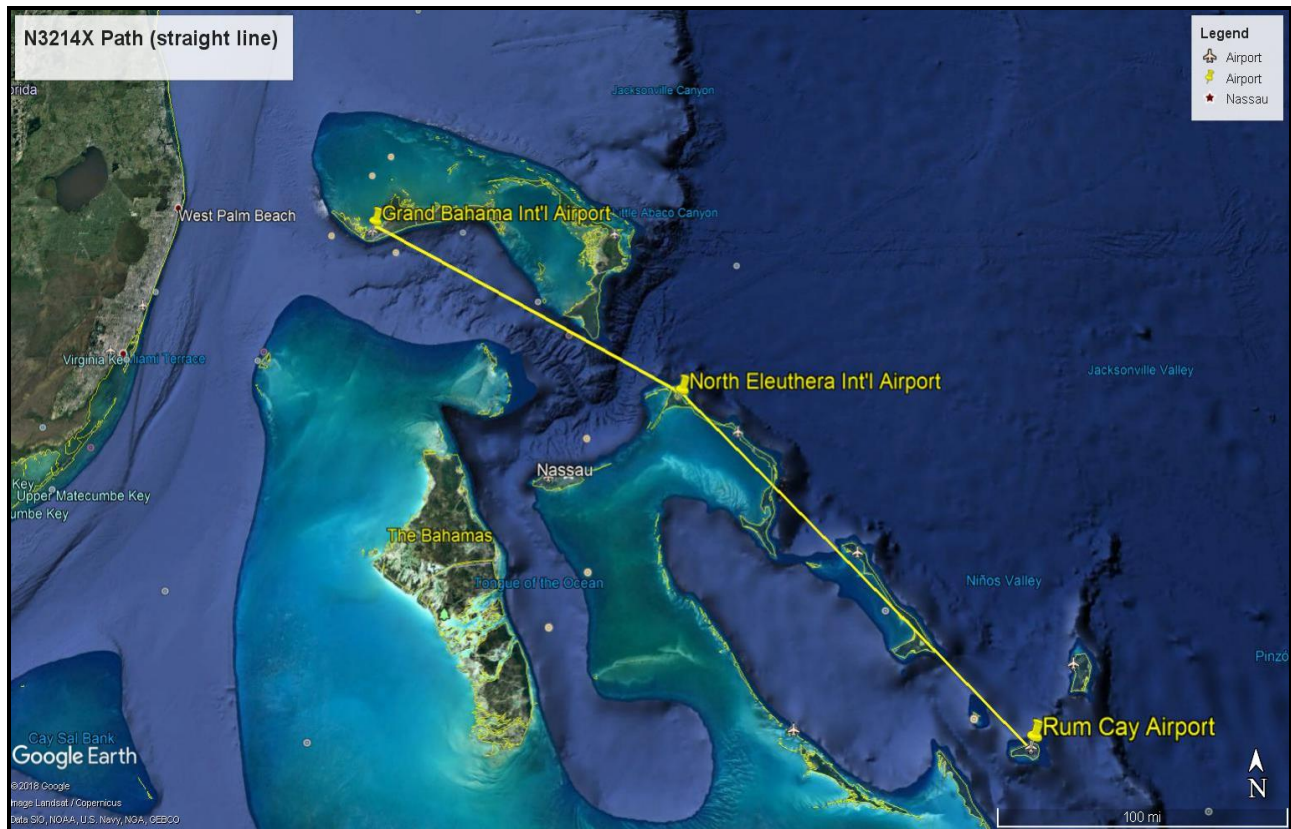 N3214X Path (straight line)
Legend
Airport
Airport
Nassau
orida
Jacksonville Canyon
West Palm Beach
Grand Bahama Int'l Airport
ittle Abaco Canyon
Virginia Key
Miami Terrace
Jacksonville Valley
North Eleuthera Int'l Airport
Nassau
Key
Upper Matecumbe Key
umbe Key
The Bahamas
Tongue of the Ocean
Niños Valley
Pinzó
Rum Cay Airport
Cay Sal Bank
Google Earth
©2018 Google
Image Landsat / Copernicus
Data SIO, NOAA, U.S. Navy, NGA, GEBCO
N
100 mi